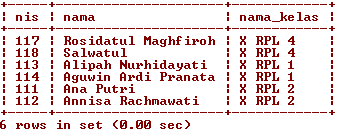 +-----+----------------------+------------+
| nis | nama | nama_kelas |
+-----+----------------------+------------+
| 117 | Rosidatul Maghfiroh | X RPL 4 |
| 118 | Salwatul | X RPL 4 |
| 113 | Alipah Nurhidayati | X RPL 1 |
| 114 | Aguwin Ardi Pranata | X RPL 1 |
| 111 | Ana Putri | X RPL 2 |
| 112 | Annisa Rachmawati | X RPL 2 |
+-----+----------------------+------------+
6 rows in set (0.00 sec)